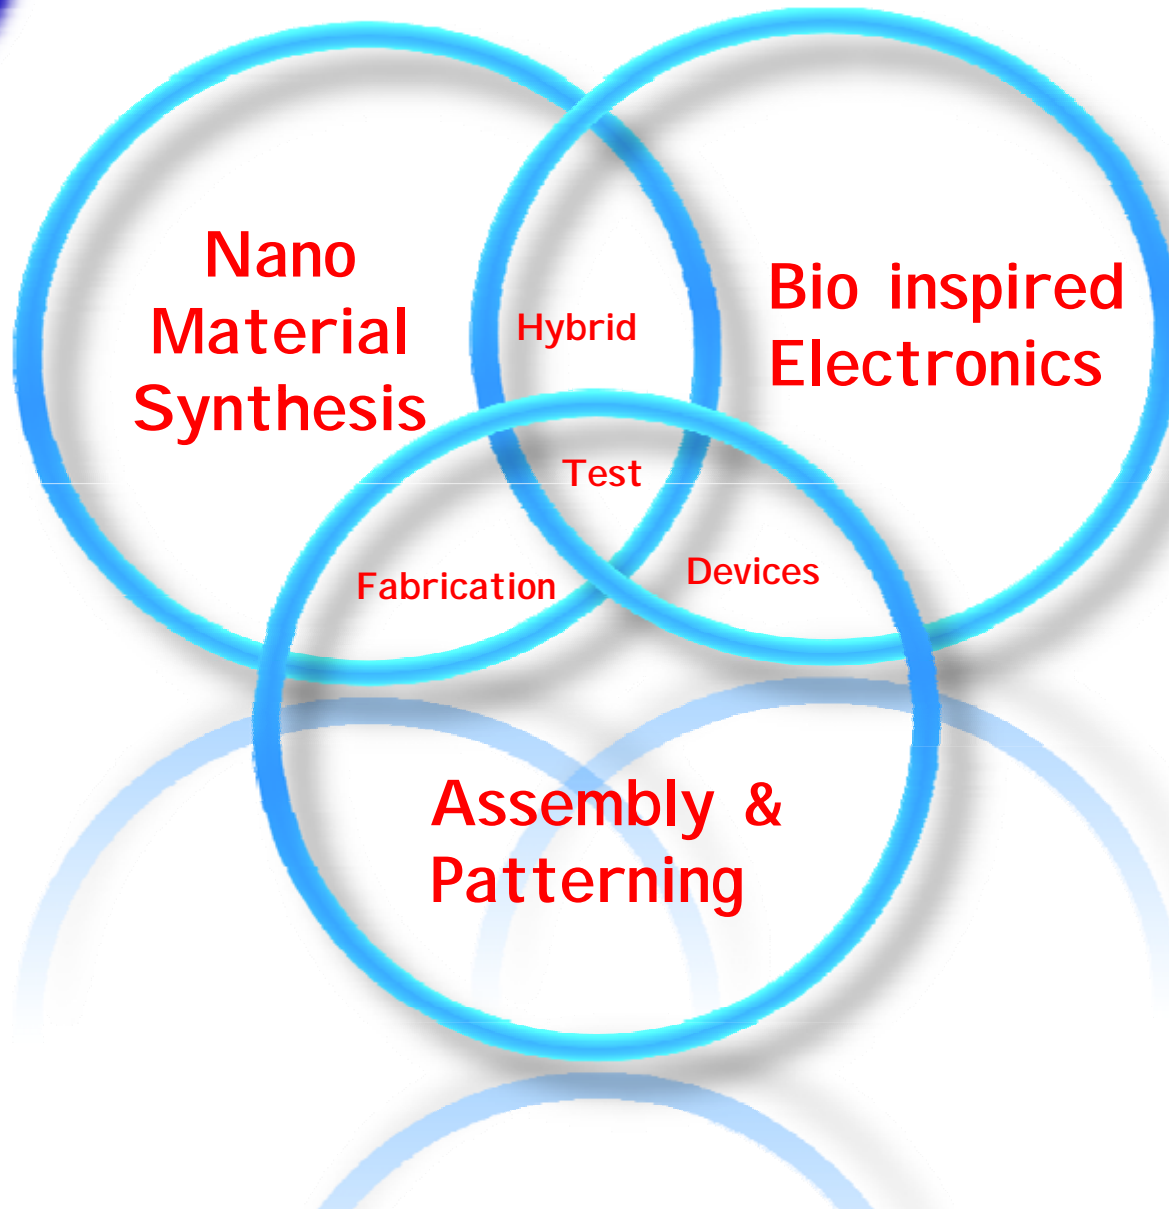 Nano
Material
Synthesis
Bio inspired
Electronics
Hybrid
Test
Fabrication
Devices
Assembly &
Patterning